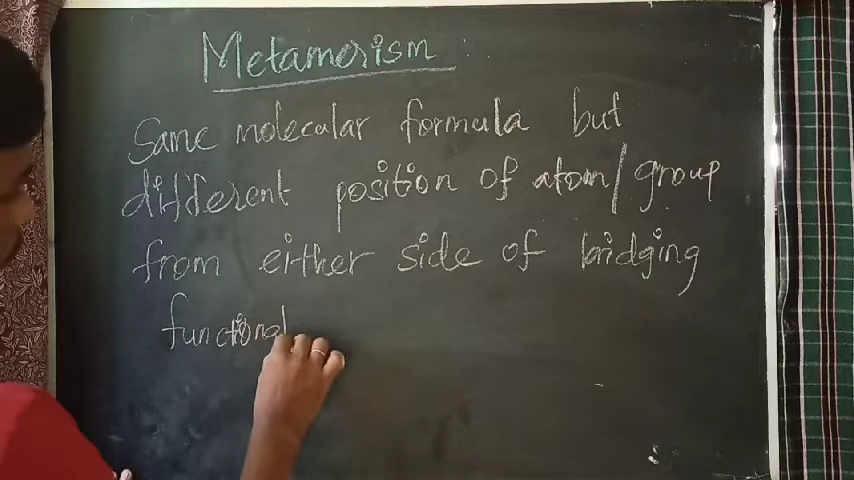 Metamerism
Same molecular formula but
different position of atom/group
from either side of bridging
functional